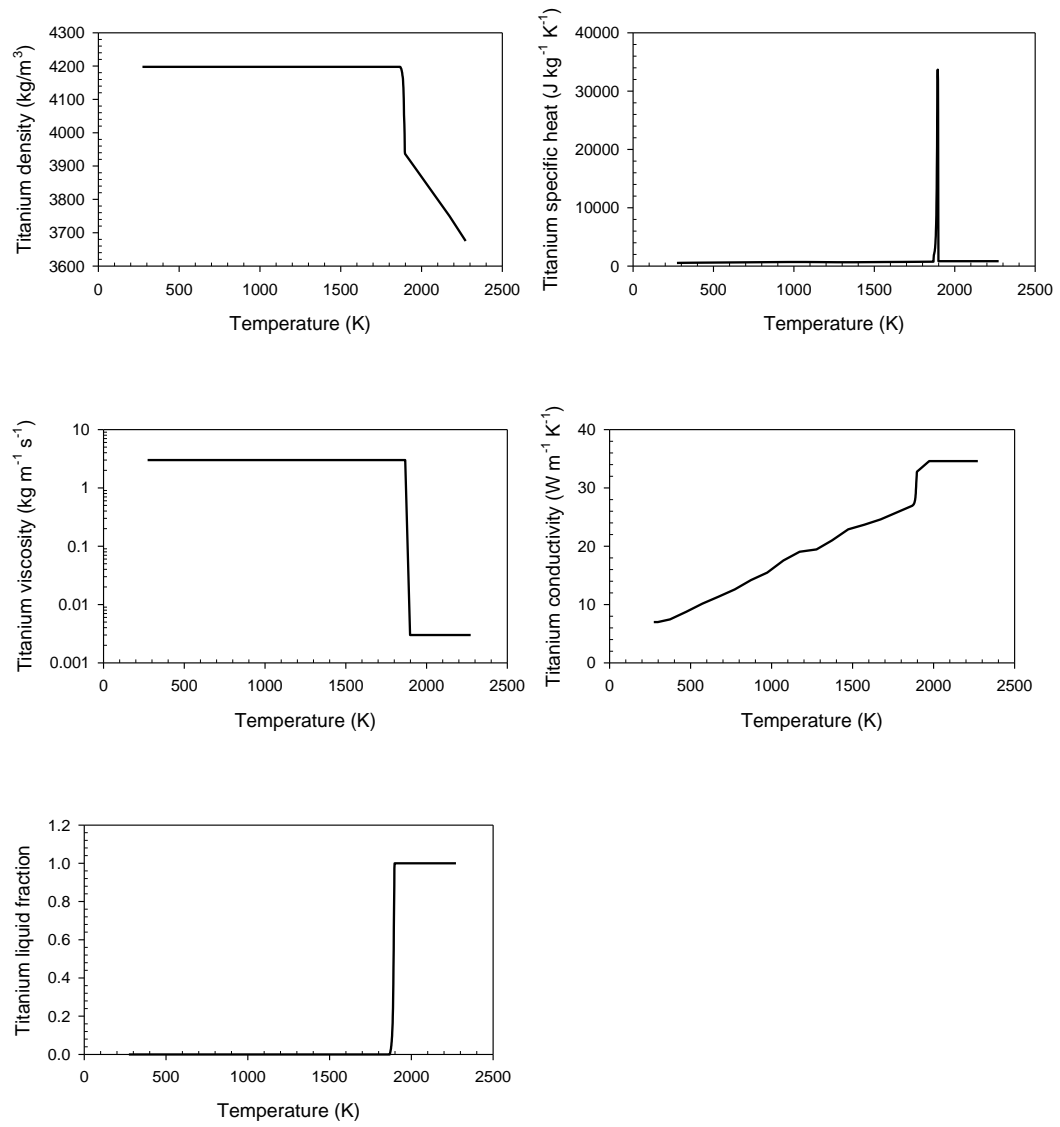 Titanium density (kg/m³)
4300
4200
4100
4000
3900
3800
3700
3600
0 500 1000 1500 2000 2500
Temperature (K)
Titanium specific heat (J kg⁻¹ K⁻¹)
40000
30000
20000
10000
0
0 500 1000 1500 2000 2500
Temperature (K)
Titanium viscosity (kg m⁻¹ s⁻¹)
10
1
0.1
0.01
0.001
0 500 1000 1500 2000 2500
Temperature (K)
Titanium conductivity (W m⁻¹ K⁻¹)
40
30
20
10
0
0 500 1000 1500 2000 2500
Temperature (K)
Titanium liquid fraction
1.2
1.0
0.8
0.6
0.4
0.2
0.0
0 500 1000 1500 2000 2500
Temperature (K)